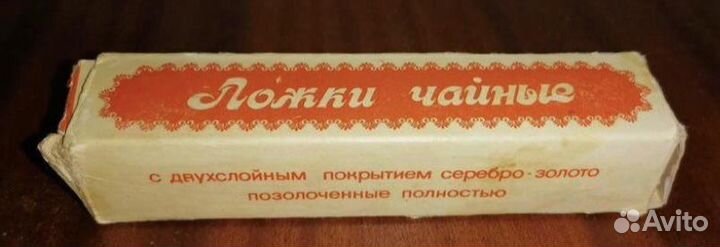 Ложки чайные
с двухслойным покрытием серебро-золото
позолоченные полностью
Avito